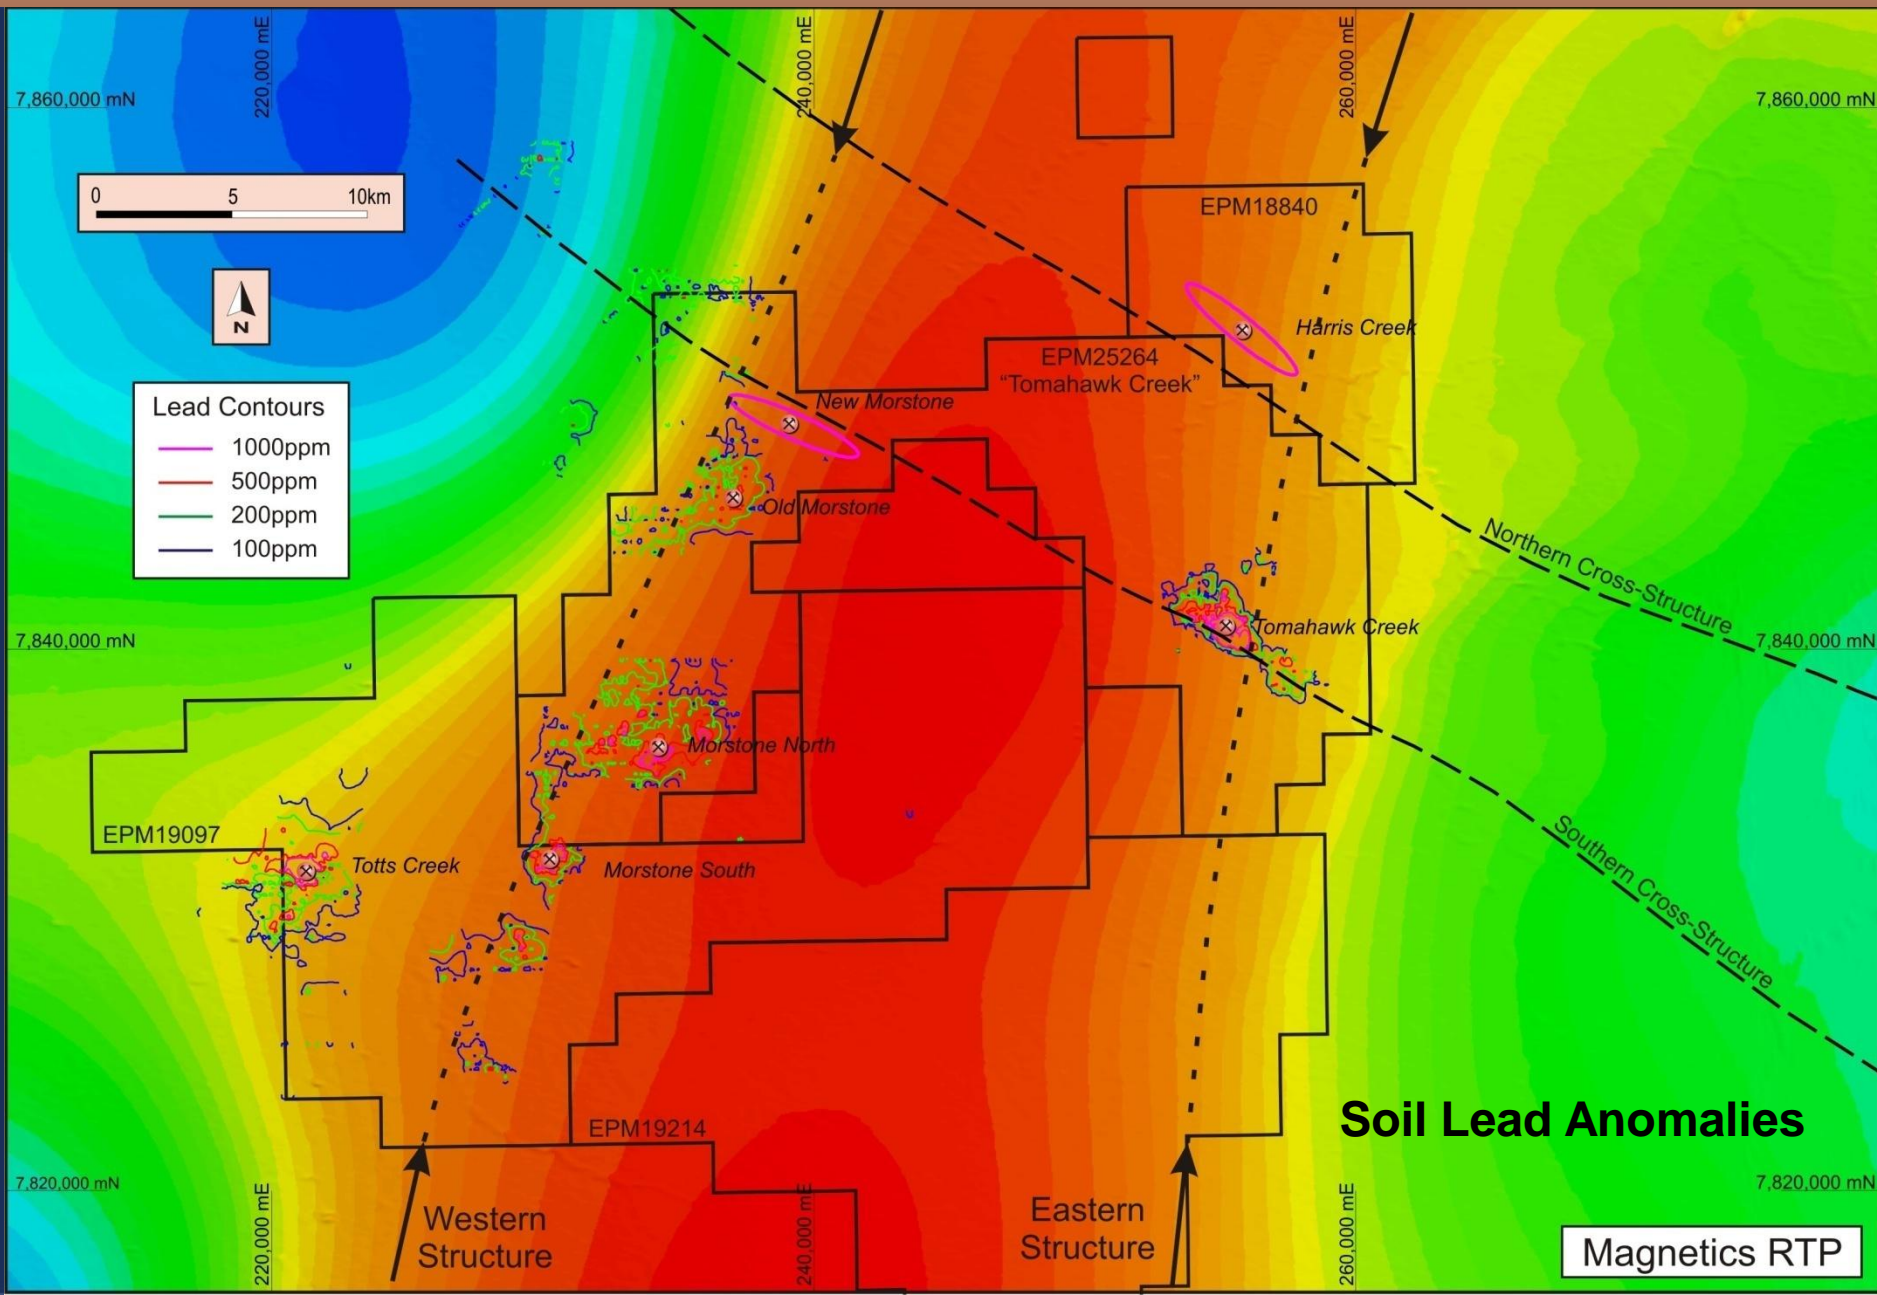 220,000 mE
240,000 mE
260,000 mE
7,860,000 mN
7,860,000 mN
0 5 10km
EPM18840
N
Harris Creek
EPM25264
“Tomahawk Creek”
New Morstone
Lead Contours
1000ppm
500ppm
200ppm
100ppm
Old Morstone
Northern Cross-Structure
Tomahawk Creek
7,840,000 mN
7,840,000 mN
Morstone North
EPM19097
Totts Creek
Morstone South
Southern Cross-Structure
Soil Lead Anomalies
EPM19214
7,820,000 mN
7,820,000 mN
Western
Structure
Eastern
Structure
220,000 mE
240,000 mE
260,000 mE
Magnetics RTP